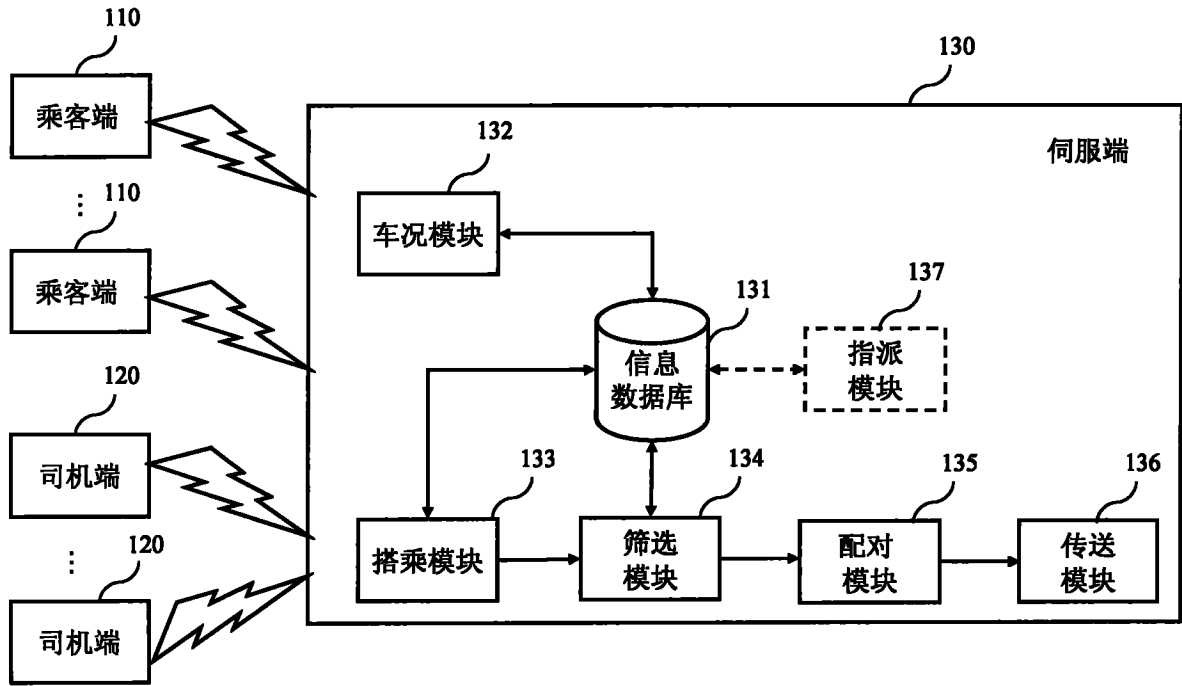 110
乘客端
⋮
110
乘客端
120
司机端
⋮
120
司机端
130
伺服端
132
车况模块
131
信息
数据库
137
指派
模块
133
搭乘模块
134
筛选
模块
135
配对
模块
136
传送
模块